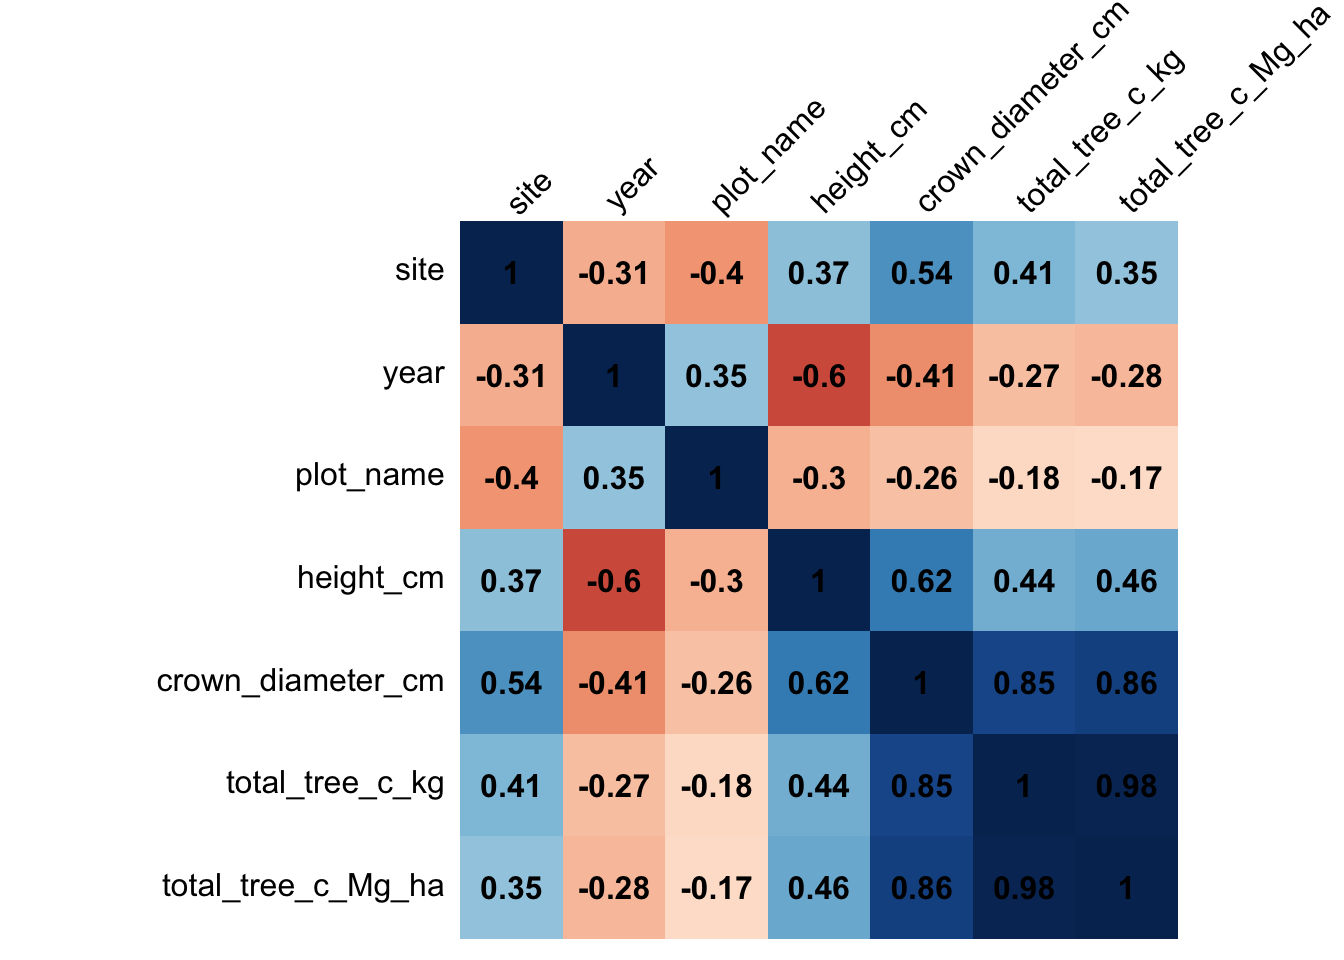 site year plot_name height_cm crown_diameter_cm total_tree_c_kg total_tree_c_Mg_ha
site 1 -0.31 -0.4 0.37 0.54 0.41 0.35
year -0.31 1 0.35 -0.6 -0.41 -0.27 -0.28
plot_name -0.4 0.35 1 -0.3 -0.26 -0.18 -0.17
height_cm 0.37 -0.6 -0.3 1 0.62 0.44 0.46
crown_diameter_cm 0.54 -0.41 -0.26 0.62 1 0.85 0.86
total_tree_c_kg 0.41 -0.27 -0.18 0.44 0.85 1 0.98
total_tree_c_Mg_ha 0.35 -0.28 -0.17 0.46 0.86 0.98 1